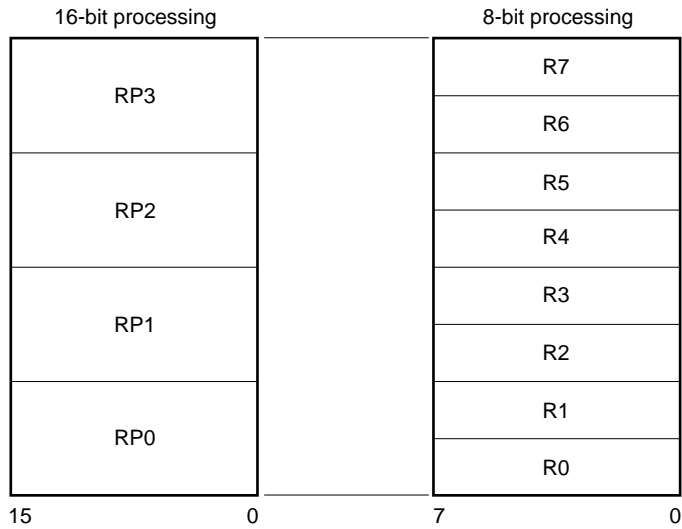 16-bit processing
8-bit processing
RP3
RP2
RP1
RP0
15 0
R7
R6
R5
R4
R3
R2
R1
R0
7 0